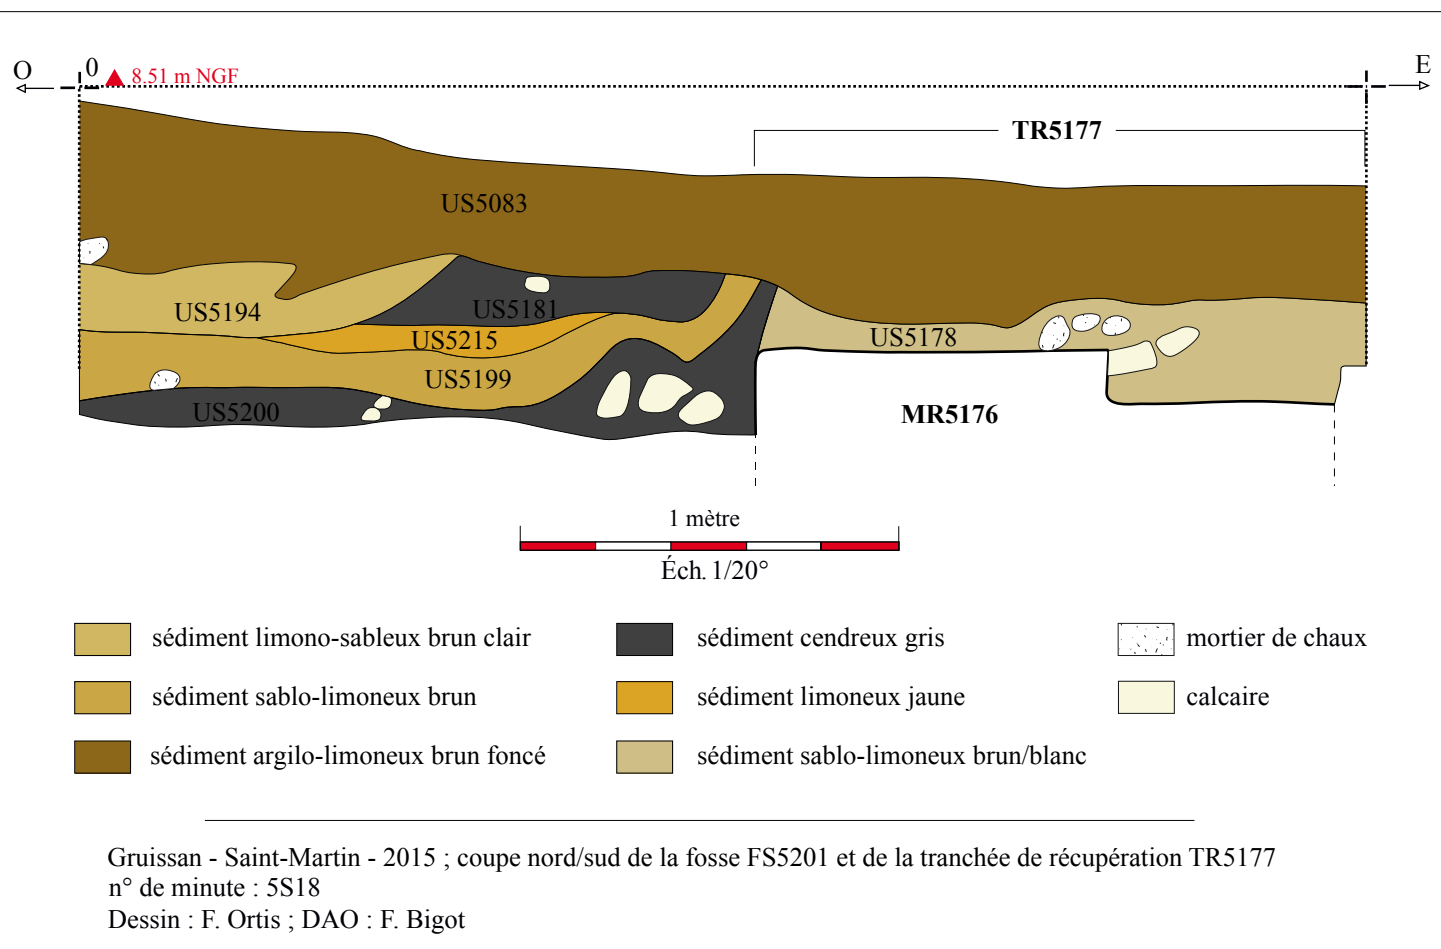 O 0 8.51 m NGF E
TR5177
US5083
US5194
US5181
US5215
US5178
US5199
US5200
MR5176
1 mètre
Éch. 1/20°
sédiment limono-sableux brun clair
sédiment cendreux gris
mortier de chaux
sédiment sablo-limoneux brun
sédiment limoneux jaune
calcaire
sédiment argilo-limoneux brun foncé
sédiment sablo-limoneux brun/blanc
Gruissan - Saint-Martin - 2015 ; coupe nord/sud de la fosse FS5201 et de la tranchée de récupération TR5177
n° de minute : 5S18
Dessin : F. Ortis ; DAO : F. Bigot